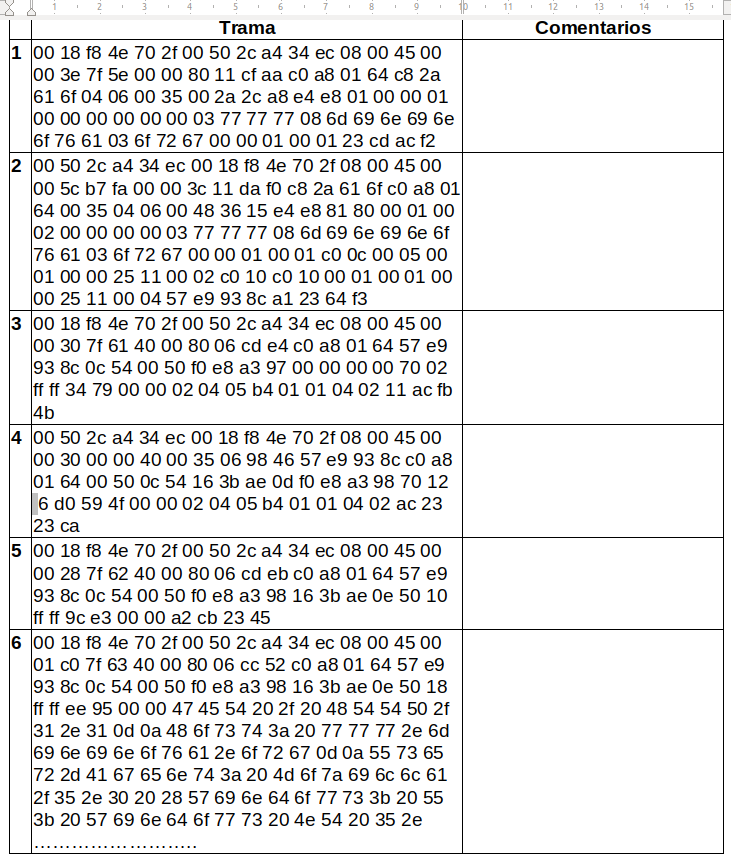 1 2 3 4 5 6 7 8 9 10 11 12 13 14 15
Trama Comentarios
1 00 18 f8 4e 70 2f 00 50 2c a4 34 ec 08 00 45 00
00 3e 7f 5e 00 00 80 11 cf aa c0 a8 01 64 c8 2a
61 6f 04 06 00 35 00 2a 2c a8 e4 e8 01 00 00 01
00 00 00 00 00 00 03 77 77 77 08 6d 69 6e 69 6e
6f 76 61 03 6f 72 67 00 00 01 00 01 23 cd ac f2
2 00 50 2c a4 34 ec 00 18 f8 4e 70 2f 08 00 45 00
00 5c b7 fa 00 00 3c 11 da f0 c8 2a 61 6f c0 a8 01
64 00 35 04 06 00 48 36 15 e4 e8 81 80 00 01 00
02 00 00 00 00 03 77 77 77 08 6d 69 6e 69 6e 6f
76 61 03 6f 72 67 00 00 01 00 01 c0 0c 00 05 00
01 00 00 25 11 00 02 c0 10 c0 10 00 01 00 01 00
00 25 11 00 04 57 e9 93 8c a1 23 64 f3
3 00 18 f8 4e 70 2f 00 50 2c a4 34 ec 08 00 45 00
00 30 7f 61 40 00 80 06 cd e4 c0 a8 01 64 57 e9
93 8c 0c 54 00 50 f0 e8 a3 97 00 00 00 00 70 02
ff ff 34 79 00 00 02 04 05 b4 01 01 04 02 11 ac fb
4b
4 00 50 2c a4 34 ec 00 18 f8 4e 70 2f 08 00 45 00
00 30 00 00 40 00 35 06 98 46 57 e9 93 8c c0 a8
01 64 00 50 0c 54 16 3b ae 0d f0 e8 a3 98 70 12
6 d0 59 4f 00 00 02 04 05 b4 01 01 04 02 ac 23
23 ca
5 00 18 f8 4e 70 2f 00 50 2c a4 34 ec 08 00 45 00
00 28 7f 62 40 00 80 06 cd eb c0 a8 01 64 57 e9
93 8c 0c 54 00 50 f0 e8 a3 98 16 3b ae 0e 50 10
ff ff 9c e3 00 00 a2 cb 23 45
6 00 18 f8 4e 70 2f 00 50 2c a4 34 ec 08 00 45 00
01 c0 7f 63 40 00 80 06 cc 52 c0 a8 01 64 57 e9
93 8c 0c 54 00 50 f0 e8 a3 98 16 3b ae 0e 50 18
ff ff ee 95 00 00 47 45 54 20 2f 20 48 54 54 50 2f
31 2e 31 0d 0a 48 6f 73 74 3a 20 77 77 77 2e 6d
69 6e 69 6e 6f 76 61 2e 6f 72 67 0d 0a 55 73 65
72 2d 41 67 65 6e 74 3a 20 4d 6f 7a 69 6c 6c 61
2f 35 2e 30 20 28 57 69 6e 64 6f 77 73 3b 20 55
3b 20 57 69 6e 64 6f 77 73 20 4e 54 20 35 2e
……………………..